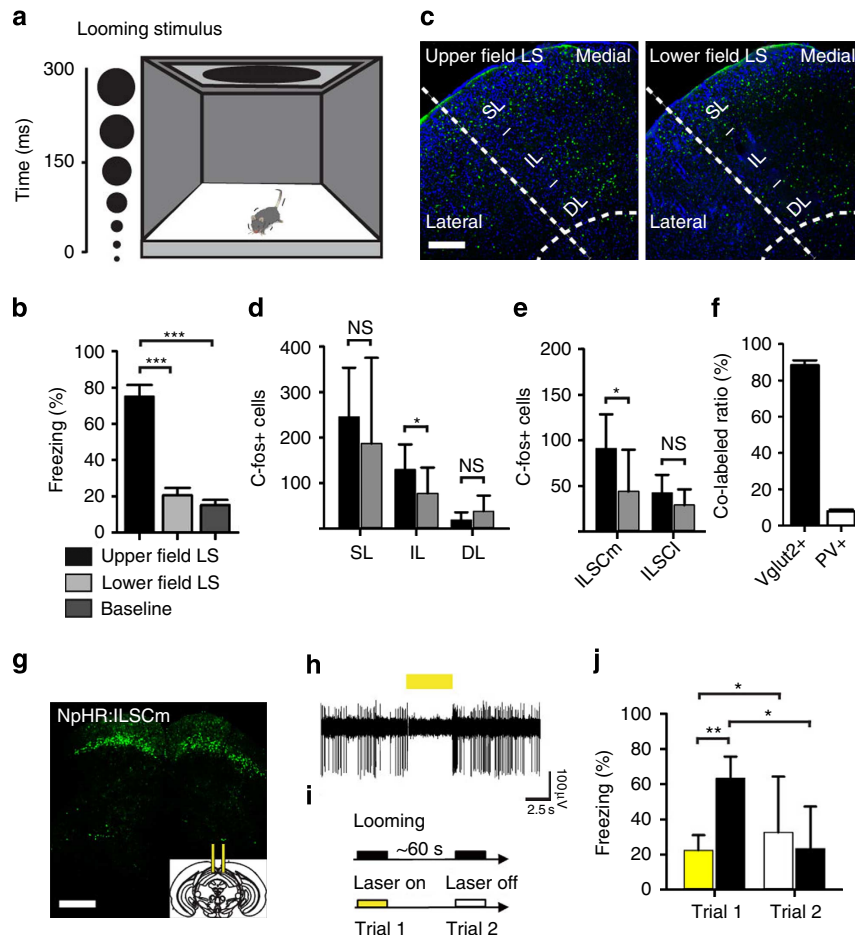 a
Looming stimulus
Time (ms)
300
150
0
c
Upper field LS
Medial
SL
IL
DL
Lateral
Lower field LS
Medial
SL
IL
DL
Lateral
b
Freezing (%)
100
80
60
40
20
0
***
***
Upper field LS
Lower field LS
Baseline
d
C-fos+ cells
400
300
200
100
NS
*
NS
SL
IL
DL
e
C-fos+ cells
200
150
100
50
*
NS
ILSCm
ILSCl
f
Co-labeled ratio (%)
100
80
60
40
20
0
Vglut2+
PV+
g
NpHR:ILSCm
h
100 µV
2.5 s
i
Looming
~60 s
Laser on
Laser off
Trial 1
Trial 2
j
Freezing (%)
100
80
60
40
20
0
*
**
*
Trial 1
Trial 2